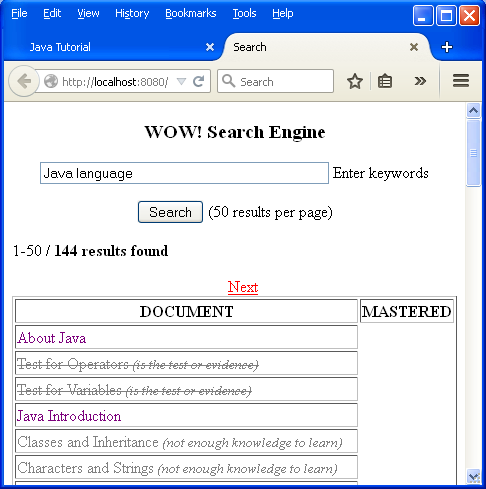 File Edit View History Bookmarks Tools Help
Java Tutorial × Search × +
http://localhost:8080/ Search »
WOW! Search Engine
Java language Enter keywords
Search (50 results per page)
1-50 / 144 results found
Next
DOCUMENT MASTERED
About Java
Test for Operators (is the test or evidence)
Test for Variables (is the test or evidence)
Java Introduction
Classes and Inheritance (not enough knowledge to learn)
Characters and Strings (not enough knowledge to learn)